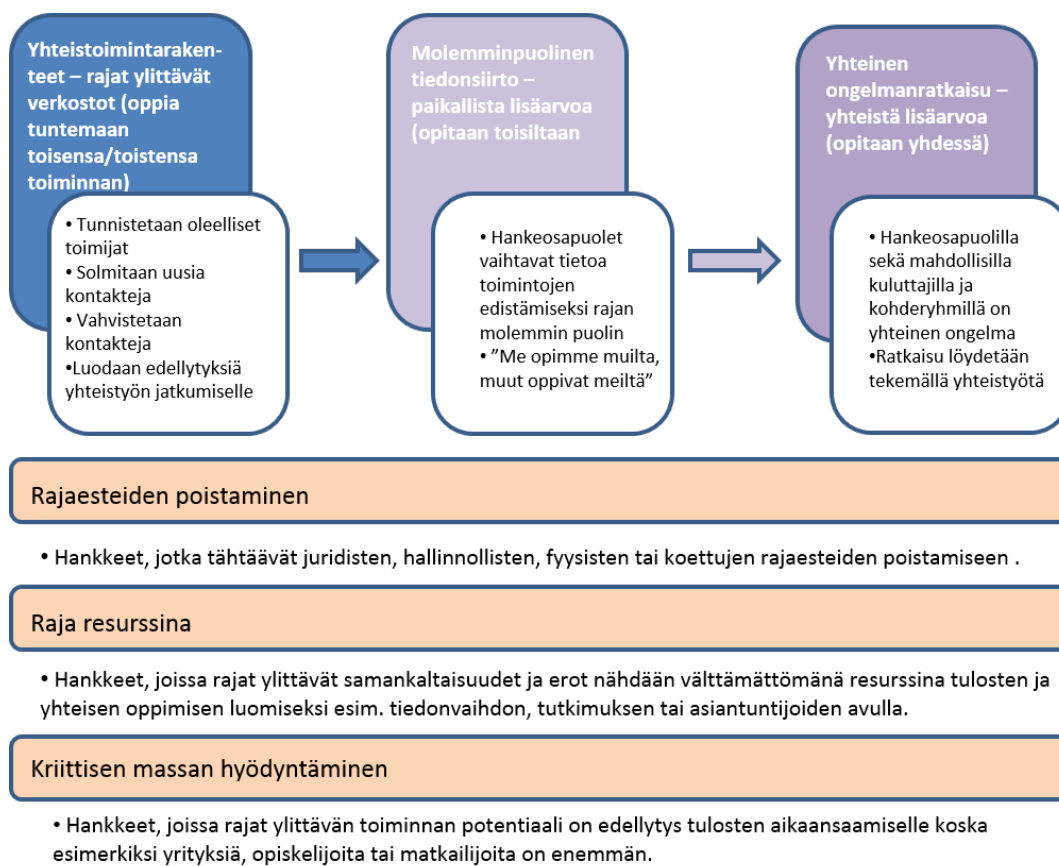 Yhteistoimintaraken-
teet – rajat ylittävät
verkostot (oppia
tuntemaan
toisensa/toistensa
toiminnan)
• Tunnistetaan oleelliset
toimijat
• Solmitaan uusia
kontakteja
• Vahvistetaan
kontakteja
•Luodaan edellytyksiä
yhteistyön jatkumiselle
Molemminpuolinen
tiedonsiirto –
paikallista lisäarvoa
(opitaan toisiltaan
• Hankeosapuolet
vaihtavat tietoa
toimintojen
edistämiseksi rajan
molemmin puolin
• ”Me opimme muilta,
muut oppivat meiltä”
Yhteinen
ongelmanratkaisu –
yhteistä lisäarvoa
(opitaan yhdessä)
• Hankeosapuolilla
sekä mahdollisilla
kuluttajilla ja
kohderyhmillä on
yhteinen ongelma
•Ratkaisu löydetään
tekemällä yhteistyötä
Rajaesteiden poistaminen
• Hankkeet, jotka tähtäävät juridisten, hallinnollisten, fyysisten tai koettujen rajaesteiden poistamiseen .
Raja resurssina
• Hankkeet, joissa rajat ylittävät samankaltaisuudet ja erot nähdään välttämättömänä resurssina tulosten ja
yhteisen oppimisen luomiseksi esim. tiedonvaihdon, tutkimuksen tai asiantuntijoiden avulla.
Kriittisen massan hyödyntäminen
• Hankkeet, joissa rajat ylittävän toiminnan potentiaali on edellytys tulosten aikaansaamiselle koska
esimerkiksi yrityksiä, opiskelijoita tai matkailijoita on enemmän.